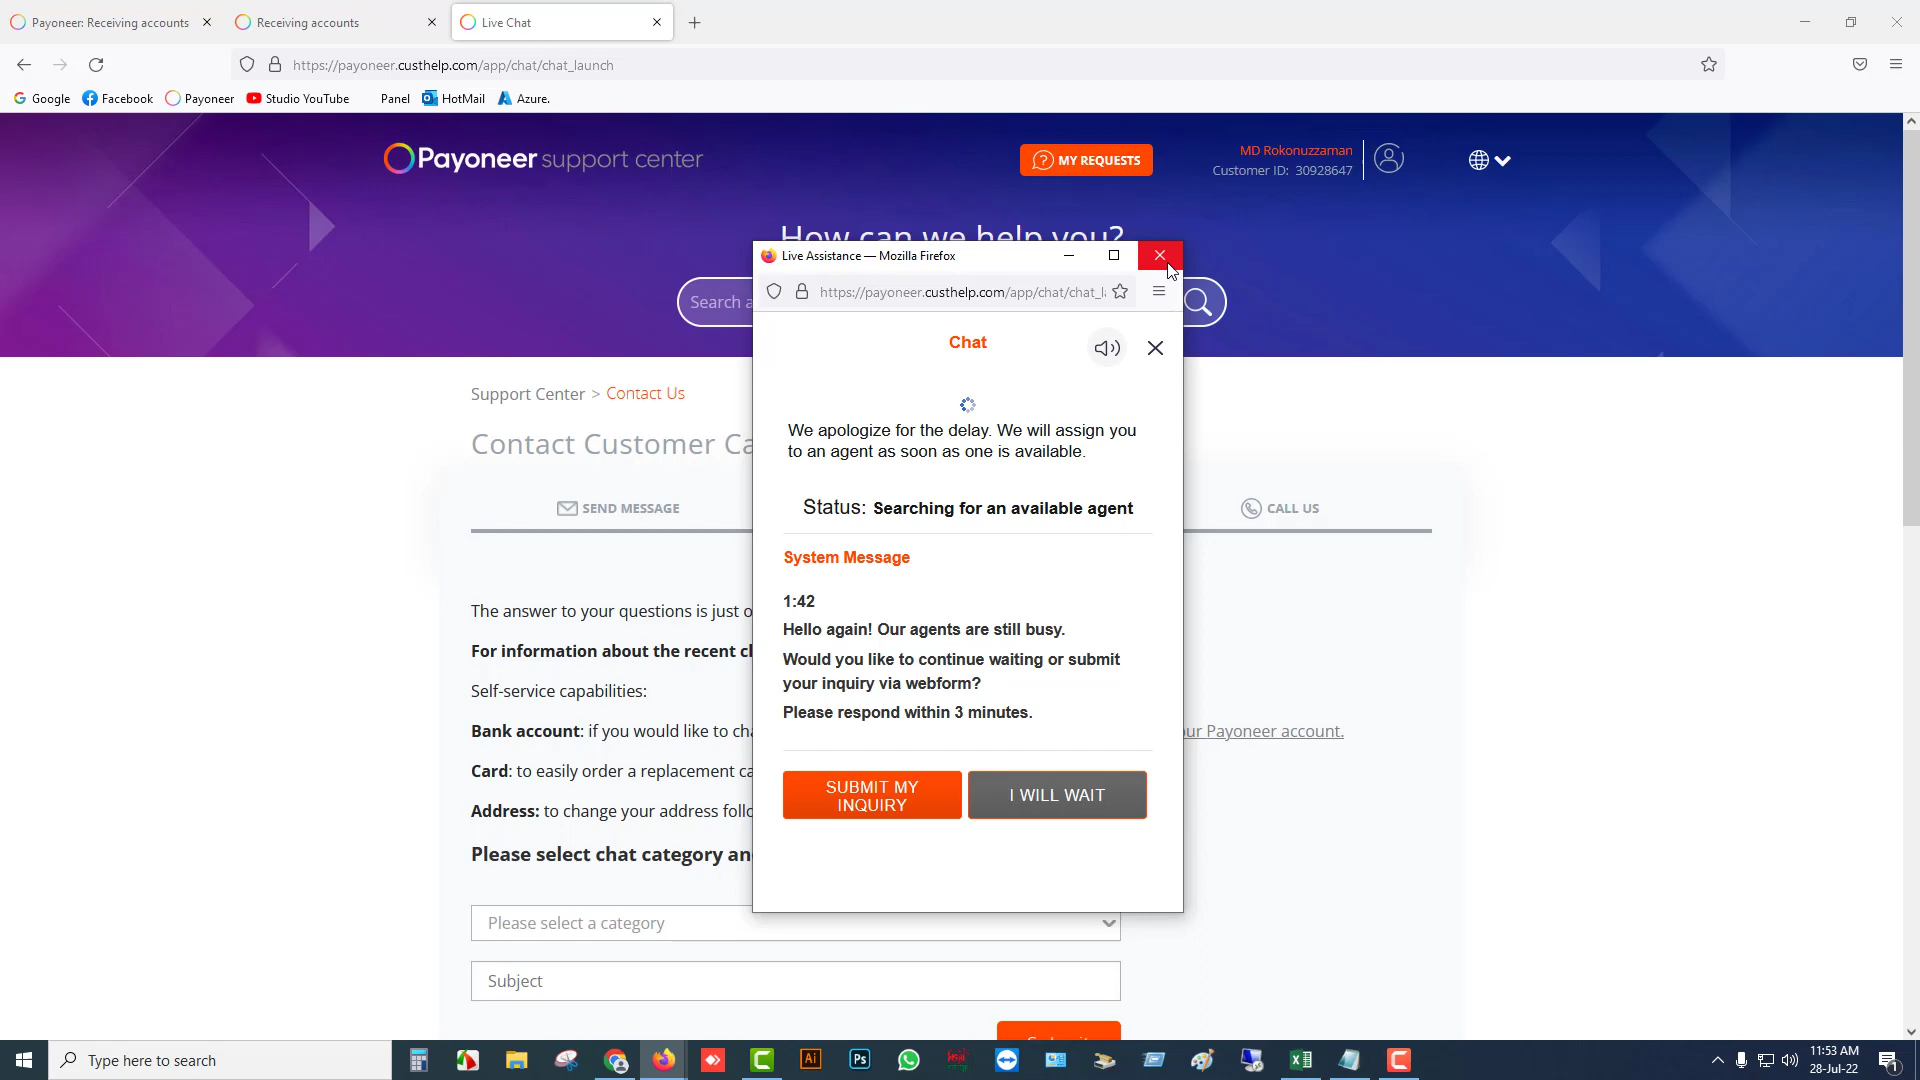 Payoneer: Receiving accounts
Receiving accounts
Live Chat
https://payoneer.custhelp.com/app/chat/chat_launch
Google
Facebook
Payoneer
Studio YouTube
Panel
HotMail
Azure.
Payoneer support center
MY REQUESTS
MD Rokonuzzaman
Customer ID: 30928647
How can we help you?
Search a
Live Assistance — Mozilla Firefox
https://payoneer.custhelp.com/app/chat/chat_l
Chat
We apologize for the delay. We will assign you
to an agent as soon as one is available.
Status: Searching for an available agent
System Message
1:42
Hello again! Our agents are still busy.
Would you like to continue waiting or submit
your inquiry via webform?
Please respond within 3 minutes.
SUBMIT MY
INQUIRY
I WILL WAIT
Support Center > Contact Us
Contact Customer Ca
SEND MESSAGE
CALL US
The answer to your questions is just o
For information about the recent cl
Self-service capabilities:
Bank account: if you would like to cha
ur Payoneer account.
Card: to easily order a replacement ca
Address: to change your address follo
Please select chat category and
Please select a category
Subject
Type here to search
Ai
Ps
11:53 AM
28-Jul-22
1